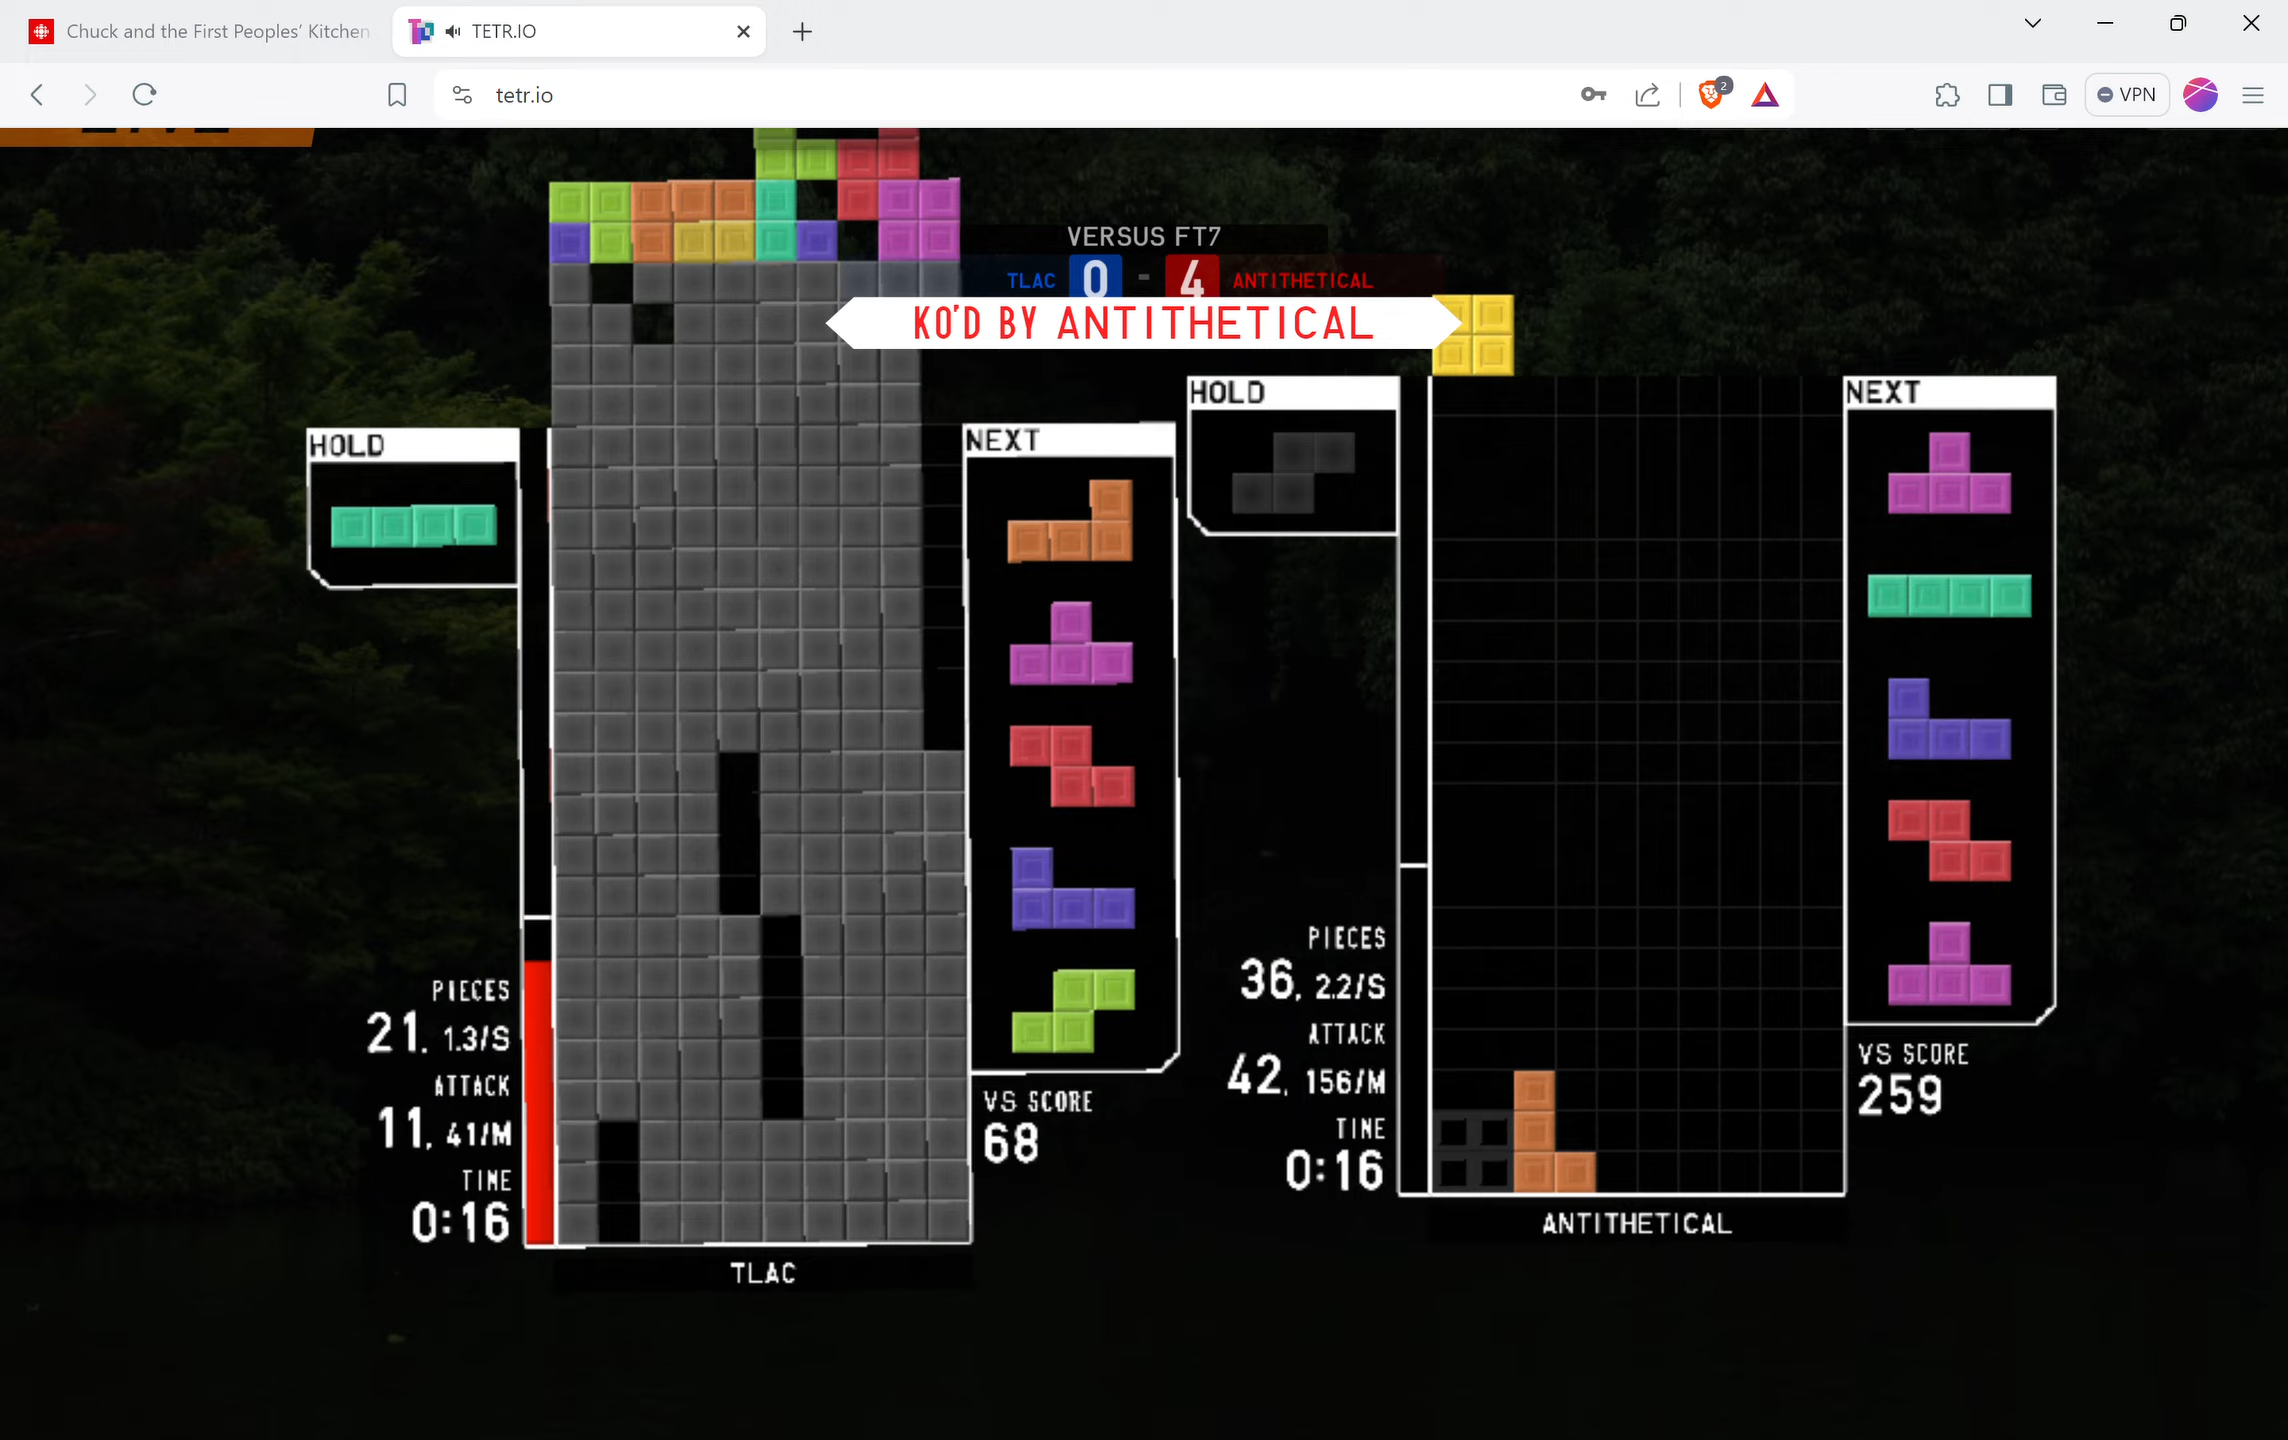 Chuck and the First Peoples’ Kitchen
TETR.IO
tetr.io
2
VPN
VERSUS FT7
TLAC 0 - 4 ANTITHETICAL
KO'D BY ANTITHETICAL
HOLD
NEXT
PIECES
21, 1.3/S
ATTACK
11, 41/M
TIME
0:16
VS SCORE
68
TLAC
HOLD
NEXT
PIECES
36, 2.2/S
ATTACK
42, 156/M
TIME
0:16
VS SCORE
259
ANTITHETICAL